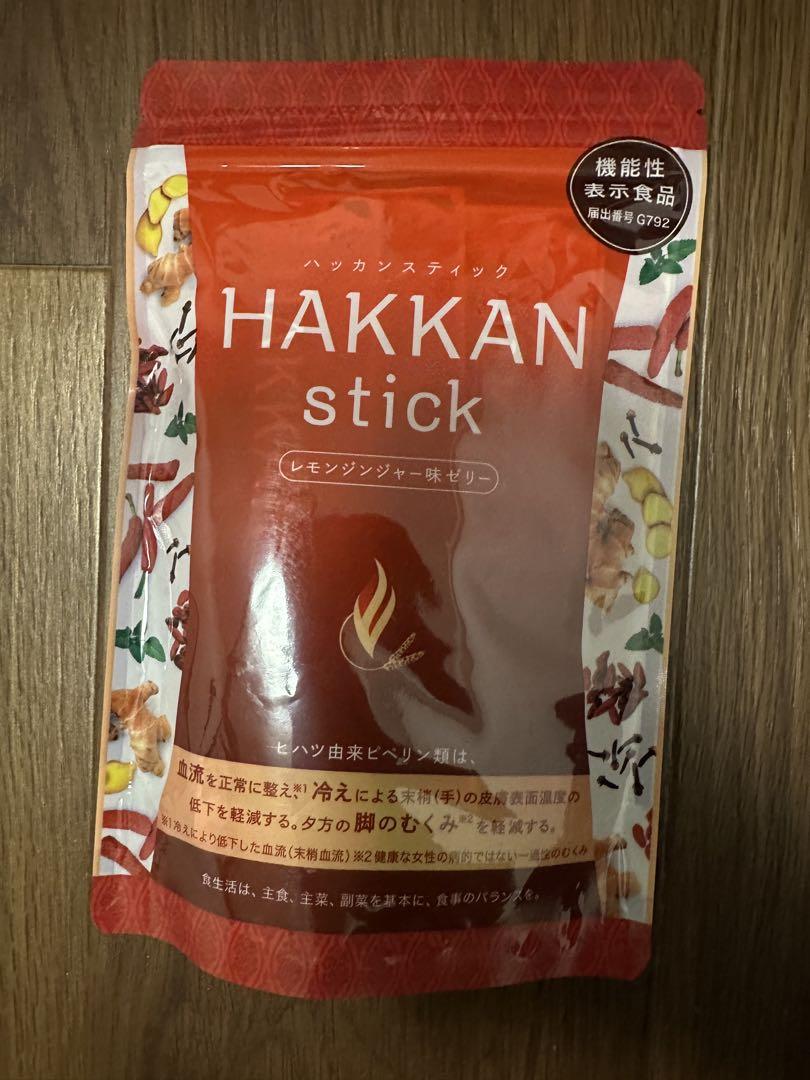 機能性
表示食品
届出番号 G792
ハッカンスティック
HAKKAN
stick
レモンジンジャー味ゼリー
ヒハツ由来ピペリン類は、
血流を正常に整え、※1 冷えによる末梢(手)の皮膚表面温度の
低下を軽減する。夕方の脚のむくみ※2を軽減する。
※1 冷えにより低下した血流(末梢血流) ※2 健康な女性の病的ではない一過性のむくみ
食生活は、主食、主菜、副菜を基本に、食事のバランスを。